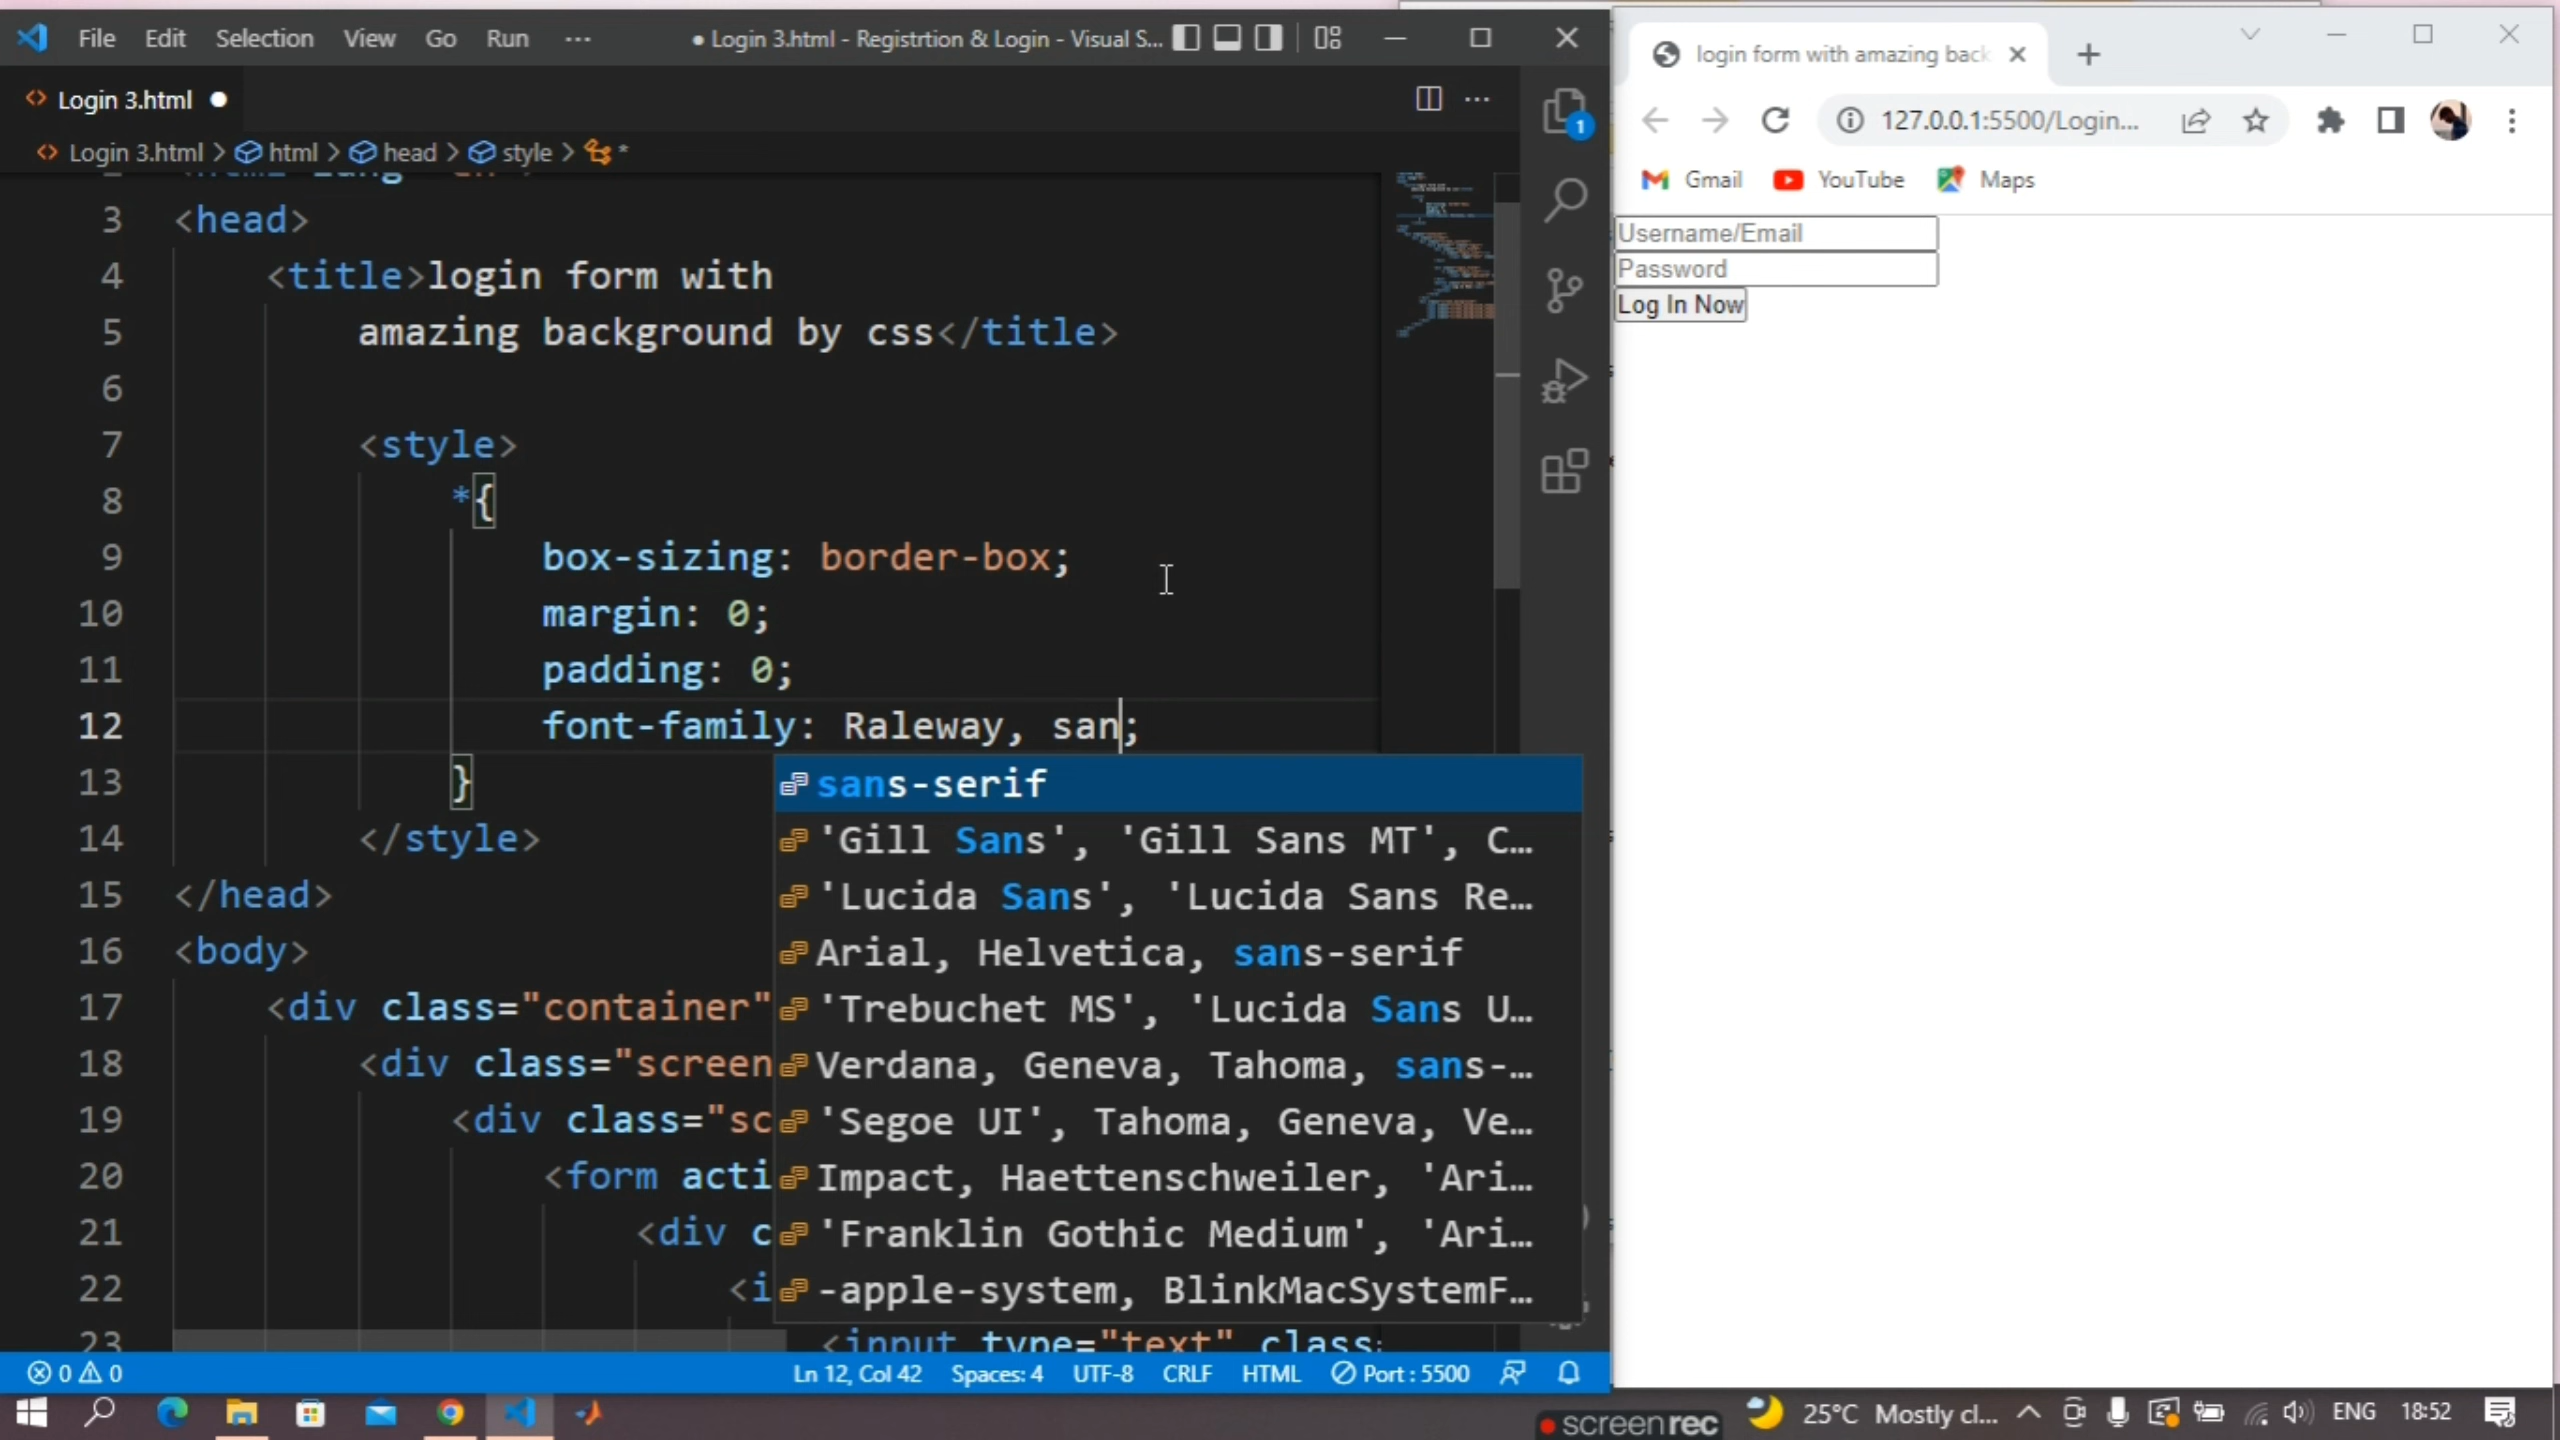 File Edit Selection View Go Run ··· ● Login 3.html - Registrtion & Login - Visual S...
Login 3.html
Login 3.html > html > head > style > *
3 <head>
4 <title>login form with
5 amazing background by css</title>
6
7 <style>
8 *{
9 box-sizing: border-box;
10 margin: 0;
11 padding: 0;
12 font-family: Raleway, san;
13 }
14 </style>
15 </head>
16 <body>
17 <div class="container"
18 <div class="screen
19 <div class="sc
20 <form acti
21 <div c
22 <i
23 <input type="text" class
sans-serif
'Gill Sans', 'Gill Sans MT', C...
'Lucida Sans', 'Lucida Sans Re...
Arial, Helvetica, sans-serif
'Trebuchet MS', 'Lucida Sans U...
Verdana, Geneva, Tahoma, sans-...
'Segoe UI', Tahoma, Geneva, Ve...
Impact, Haettenschweiler, 'Ari...
'Franklin Gothic Medium', 'Ari...
-apple-system, BlinkMacSystemF...
1
0 0 Ln 12, Col 42 Spaces: 4 UTF-8 CRLF HTML Port : 5500
login form with amazing back
127.0.0.1:5500/Login...
Gmail YouTube Maps
Username/Email
Password
Log In Now
screenrec 25°C Mostly cl... ENG 18:52